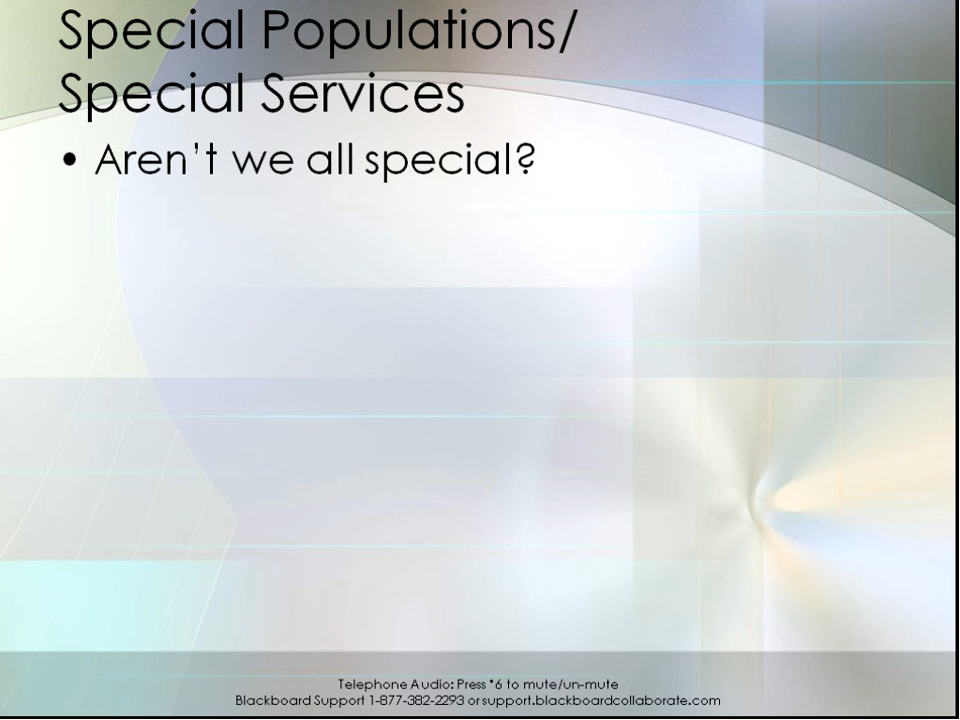 Special Populations/
Special Services
• Aren't we all special?
Telephone Audio: Press *6 to mute/un-mute
Blackboard Support 1-877-382-2293 or support.blackboardcollaborate.com